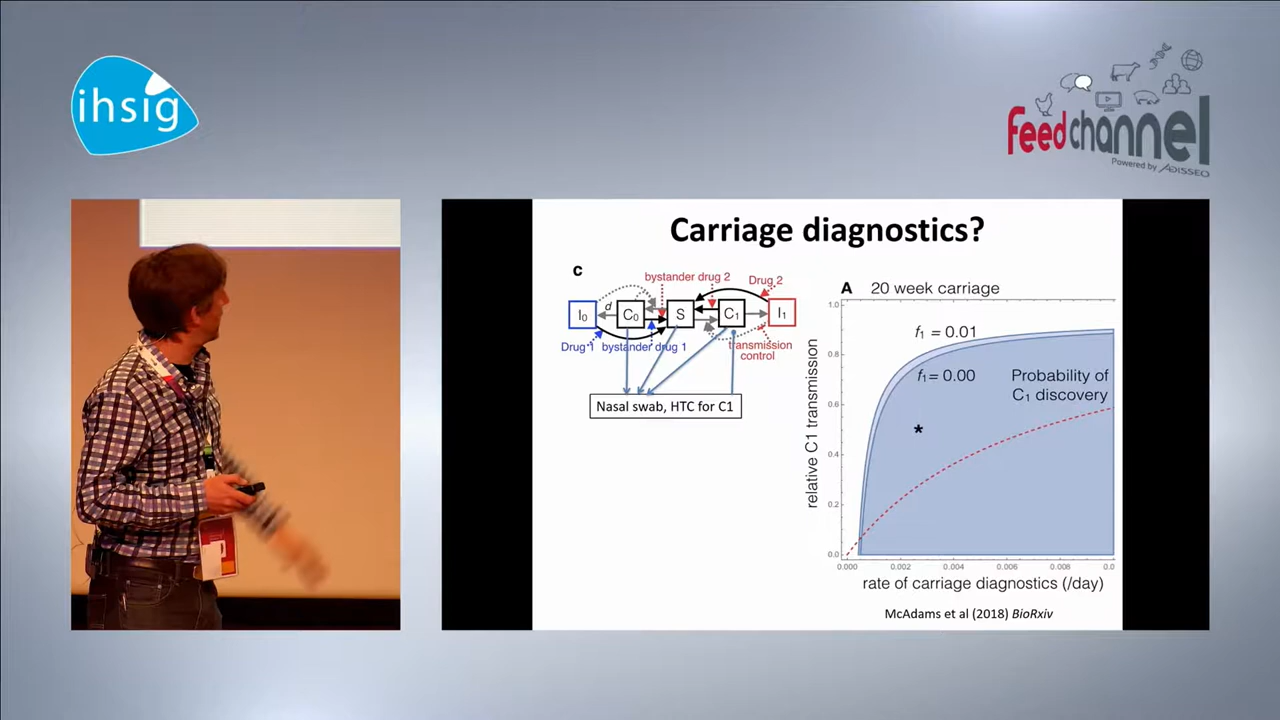 ihsig
feedchannel
Powered by ADISSEO
Carriage diagnostics?
C
bystander drug 2
Drug 2
d
I0
C0
S
C1
I1
Drug 1
bystander drug 1
transmission
control
Nasal swab, HTC for C1
A
20 week carriage
1.0
0.8
0.6
0.4
0.2
0.0
relative C1 transmission
f1 = 0.01
f1 = 0.00
Probability of
C1 discovery
*
0.000
0.002
0.004
0.006
0.008
0.0
rate of carriage diagnostics (/day)
McAdams et al (2018) BioRxiv